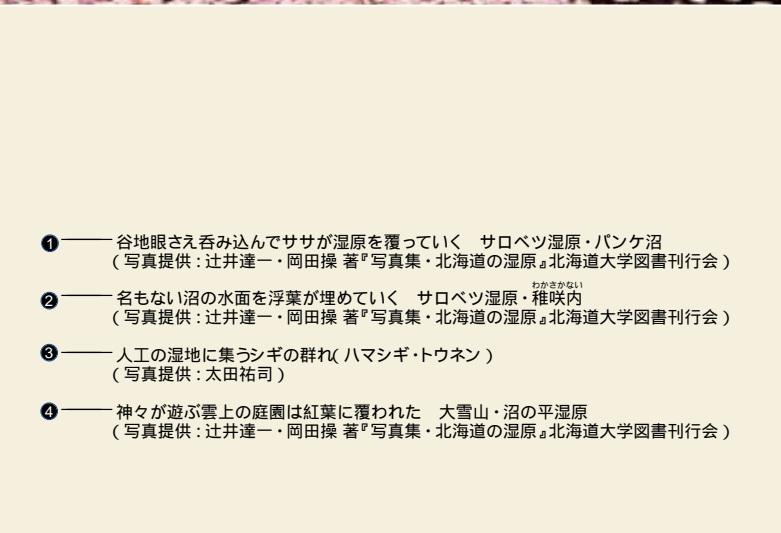 ❶ 谷地眼さえ呑み込んでササが湿原を覆っていく　サロベツ湿原・パンケ沼
(写真提供:辻井達一・岡田操 著『写真集・北海道の湿原』北海道大学図書刊行会)
❷ 名もない沼の水面を浮葉が埋めていく　サロベツ湿原・稚咲内
わかさかない
(写真提供:辻井達一・岡田操 著『写真集・北海道の湿原』北海道大学図書刊行会)
❸ 人工の湿地に集うシギの群れ(ハマシギ・トウネン)
(写真提供:太田祐司)
❹ 神々が遊ぶ雲上の庭園は紅葉に覆われた　大雪山・沼の平湿原
(写真提供:辻井達一・岡田操 著『写真集・北海道の湿原』北海道大学図書刊行会)